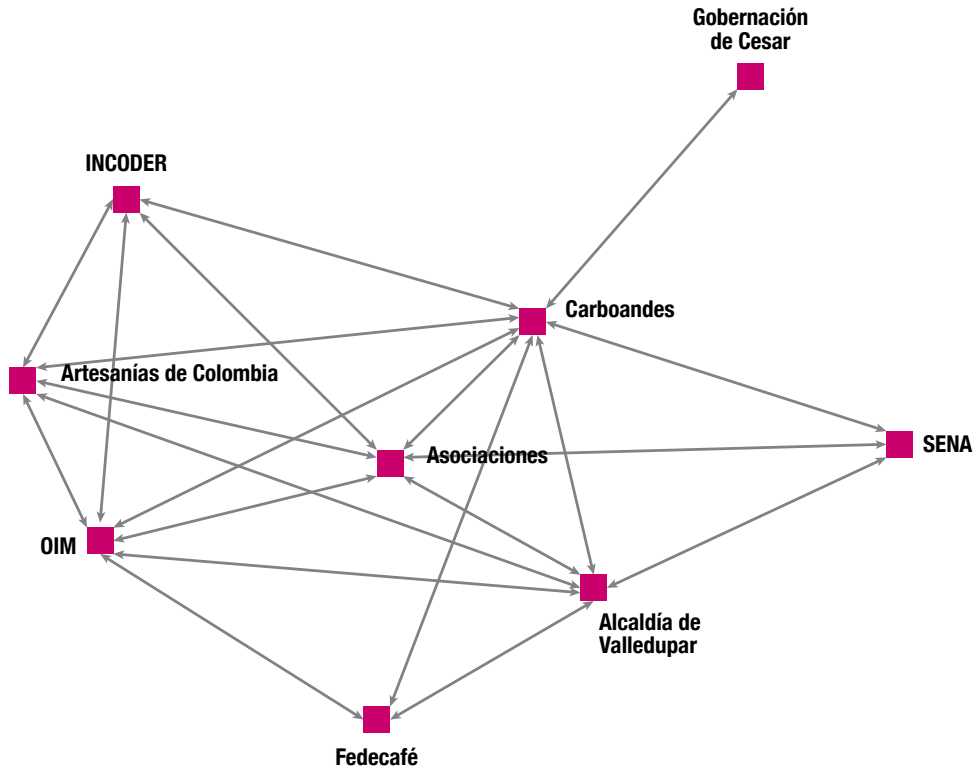 Gobernación
de Cesar
INCODER
Carboandes
Artesanías de Colombia
Asociaciones
SENA
OIM
Alcaldía de
Valledupar
Fedecafé